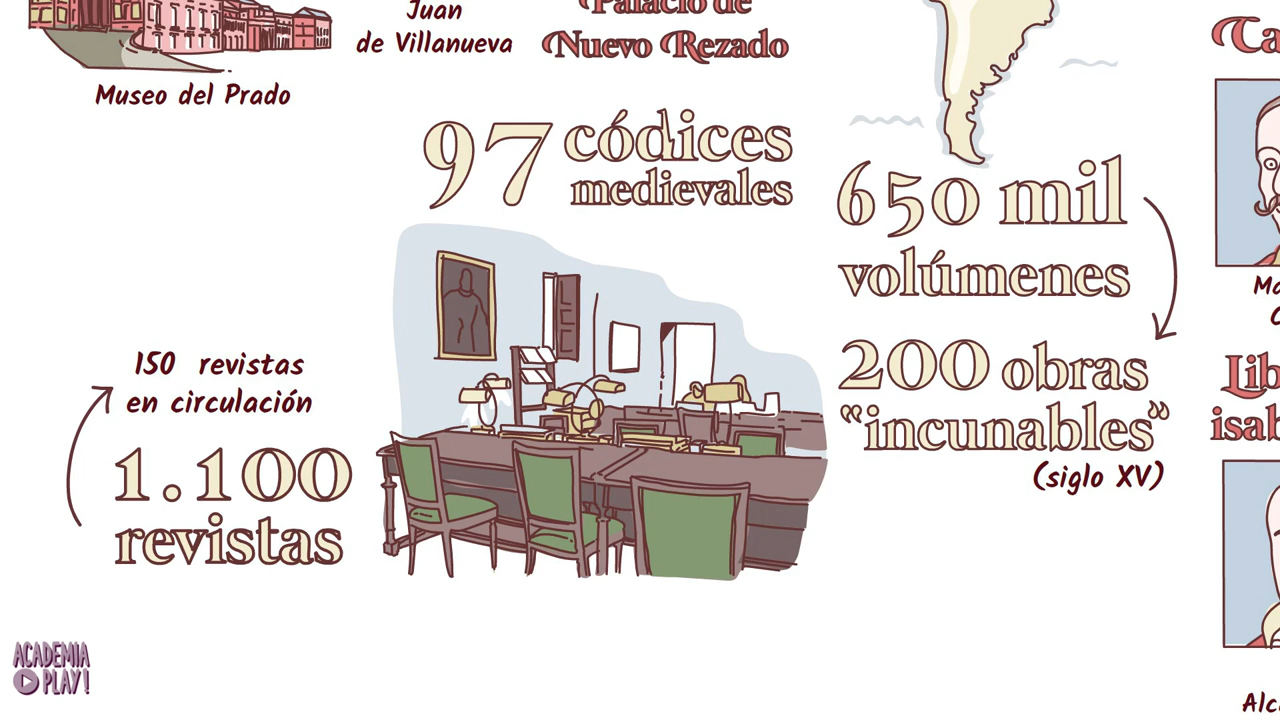 Juan
de Villanueva
Museo del Prado
Palacio de
Nuevo Rezado
97 códices
medievales
650 mil
volúmenes
200 obras
“incunables”
(siglo XV)
150 revistas
en circulación
1.100
revistas
ACADEMIA
PLAY!